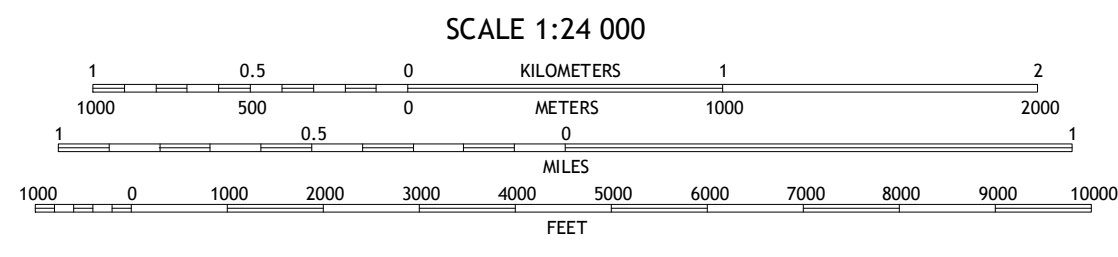 SCALE 1:24 000
1 0.5 0 KILOMETERS 1 2
1000 500 0 METERS 1000 2000
1 0.5 0 1
MILES
1000 0 1000 2000 3000 4000 5000 6000 7000 8000 9000 10000
FEET